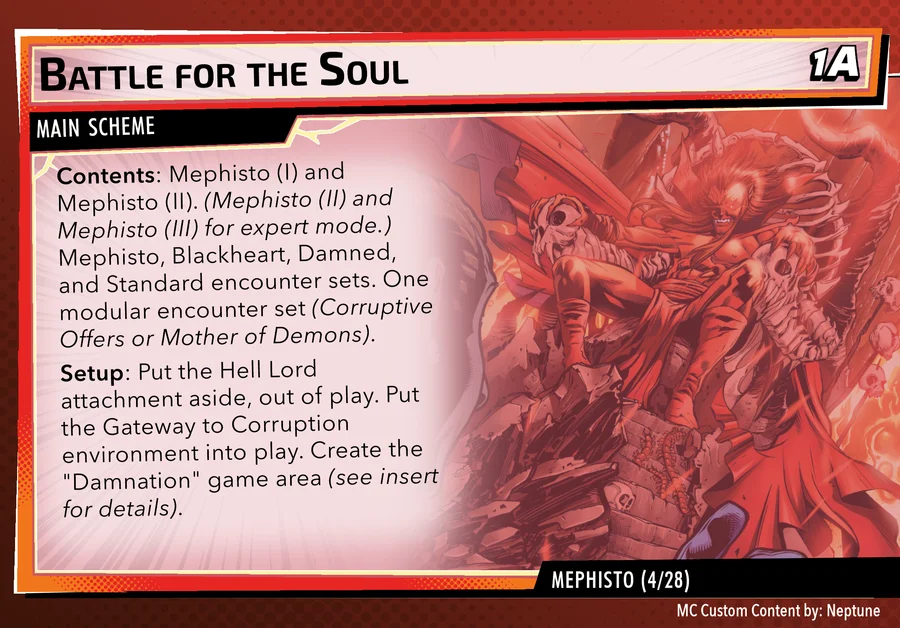 BATTLE FOR THE SOUL
1A
MAIN SCHEME
Contents: Mephisto (I) and
Mephisto (II). (Mephisto (II) and
Mephisto (III) for expert mode.)
Mephisto, Blackheart, Damned,
and Standard encounter sets. One
modular encounter set (Corruptive
Offers or Mother of Demons).
Setup: Put the Hell Lord
attachment aside, out of play. Put
the Gateway to Corruption
environment into play. Create the
"Damnation" game area (see insert
for details).
MEPHISTO (4/28)
MC Custom Content by: Neptune